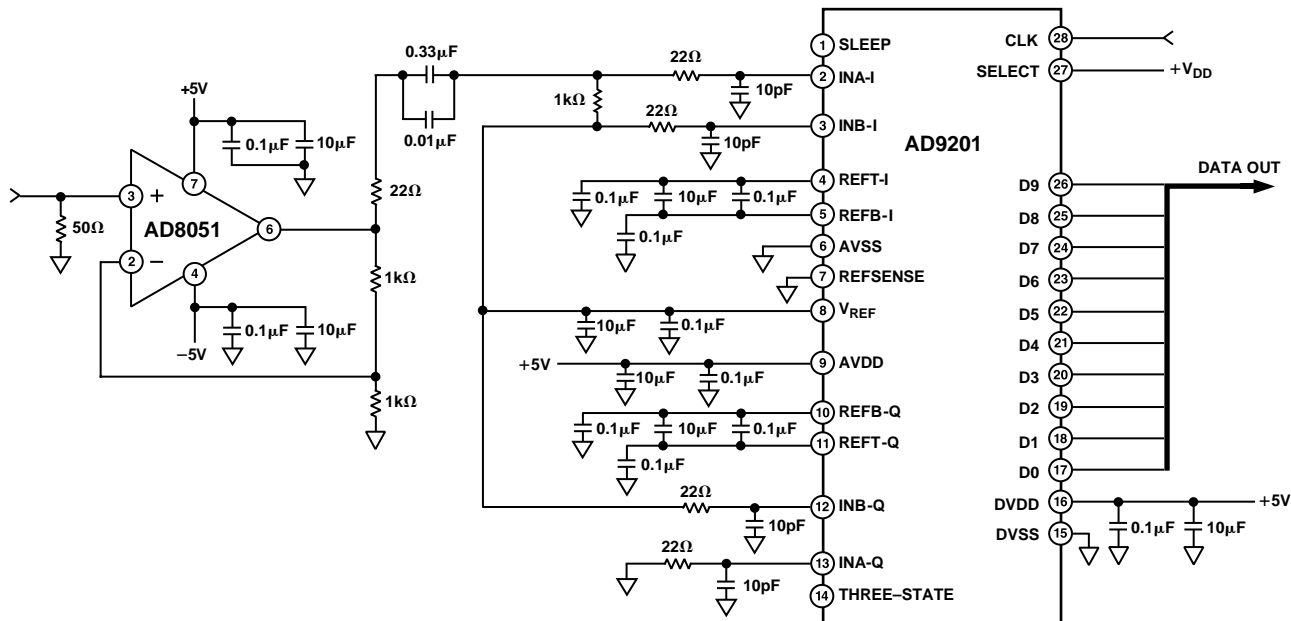 +5V
0.1μF
10μF
3
+
7
AD8051
6
50Ω
2
−
4
0.1μF
10μF
−5V
22Ω
1kΩ
1kΩ
0.33μF
0.01μF
1kΩ
22Ω
10pF
22Ω
10pF
0.1μF
10μF
0.1μF
0.1μF
10μF
0.1μF
+5V
10μF
0.1μF
0.1μF
10μF
0.1μF
0.1μF
22Ω
10pF
22Ω
10pF
AD9201
1 SLEEP
2 INA-I
3 INB-I
4 REFT-I
5 REFB-I
6 AVSS
7 REFSENSE
8 VREF
9 AVDD
10 REFB-Q
11 REFT-Q
12 INB-Q
13 INA-Q
14 THREE–STATE
CLK 28
SELECT 27 +VDD
DATA OUT
D9 26
D8 25
D7 24
D6 23
D5 22
D4 21
D3 20
D2 19
D1 18
D0 17
DVDD 16 +5V
DVSS 15
0.1μF
10μF